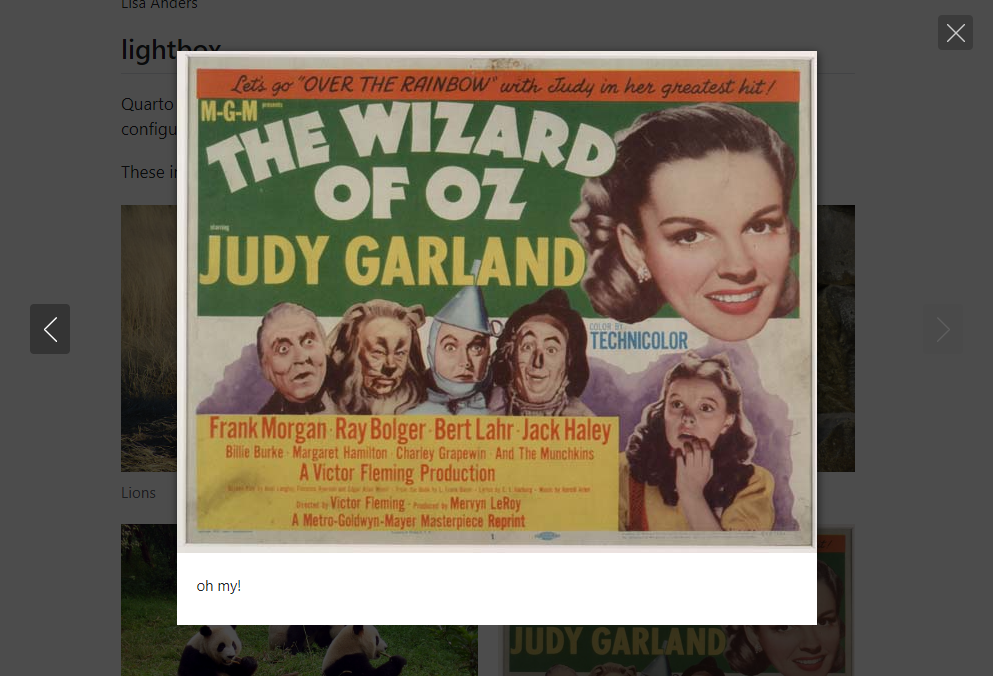 Lisa Anders
lightbox
Quarto
configu
These in
Let's go "OVER THE RAINBOW" with Judy in her greatest hit!
M-G-M presents
THE WIZARD
OF OZ
starring
JUDY GARLAND
COLOR BY
TECHNICOLOR
Frank Morgan · Ray Bolger · Bert Lahr · Jack Haley
Billie Burke · Margaret Hamilton · Charley Grapewin · And The Munchkins
A Victor Fleming Production
Directed by Victor Fleming · Produced by Mervyn LeRoy
A Metro-Goldwyn-Mayer Masterpiece Reprint
1
oh my!
Lions
JUDY GARLAND